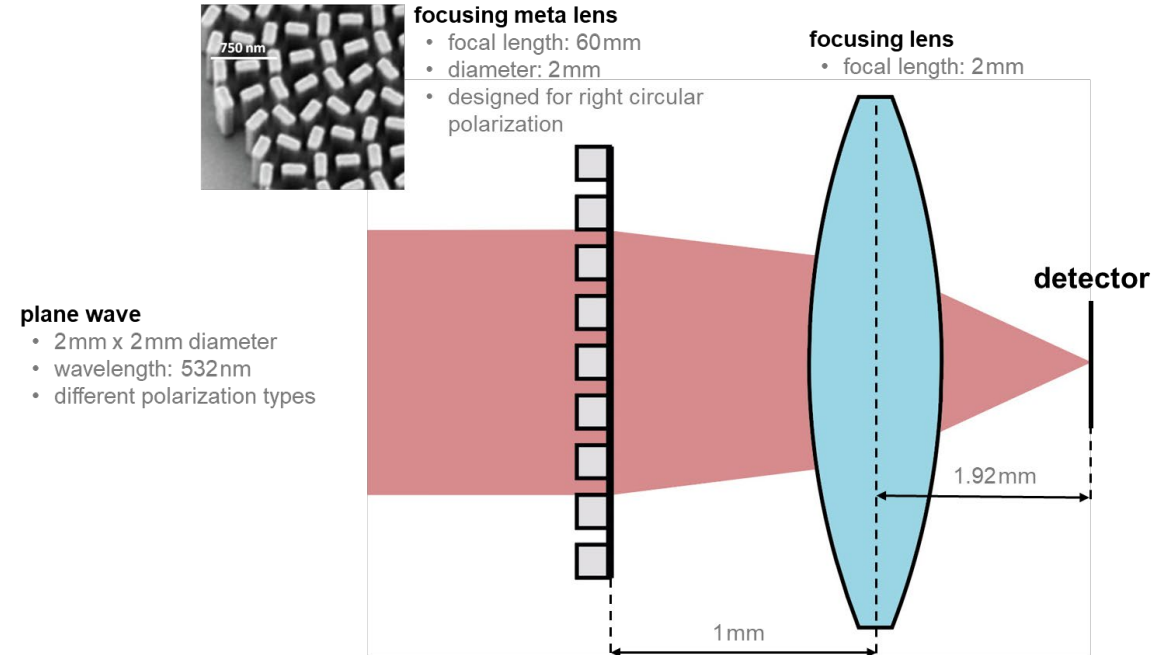 focusing meta lens
• focal length: 60mm
• diameter: 2mm
• designed for right circular
polarization
750 nm
focusing lens
• focal length: 2mm
detector
plane wave
• 2mm x 2mm diameter
• wavelength: 532nm
• different polarization types
1.92mm
1mm